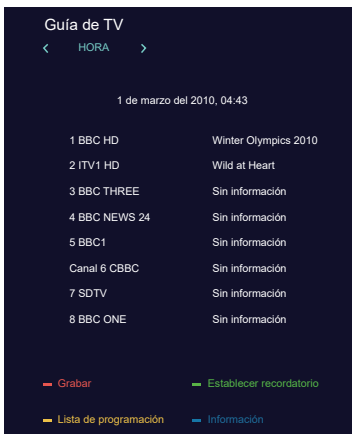 Guía de TV
HORA
1 de marzo del 2010, 04:43
1 BBC HD Winter Olympics 2010
2 ITV1 HD Wild at Heart
3 BBC THREE Sin información
4 BBC NEWS 24 Sin información
5 BBC1 Sin información
Canal 6 CBBC Sin información
7 SDTV Sin información
8 BBC ONE Sin información
Grabar Establecer recordatorio
Lista de programación Información